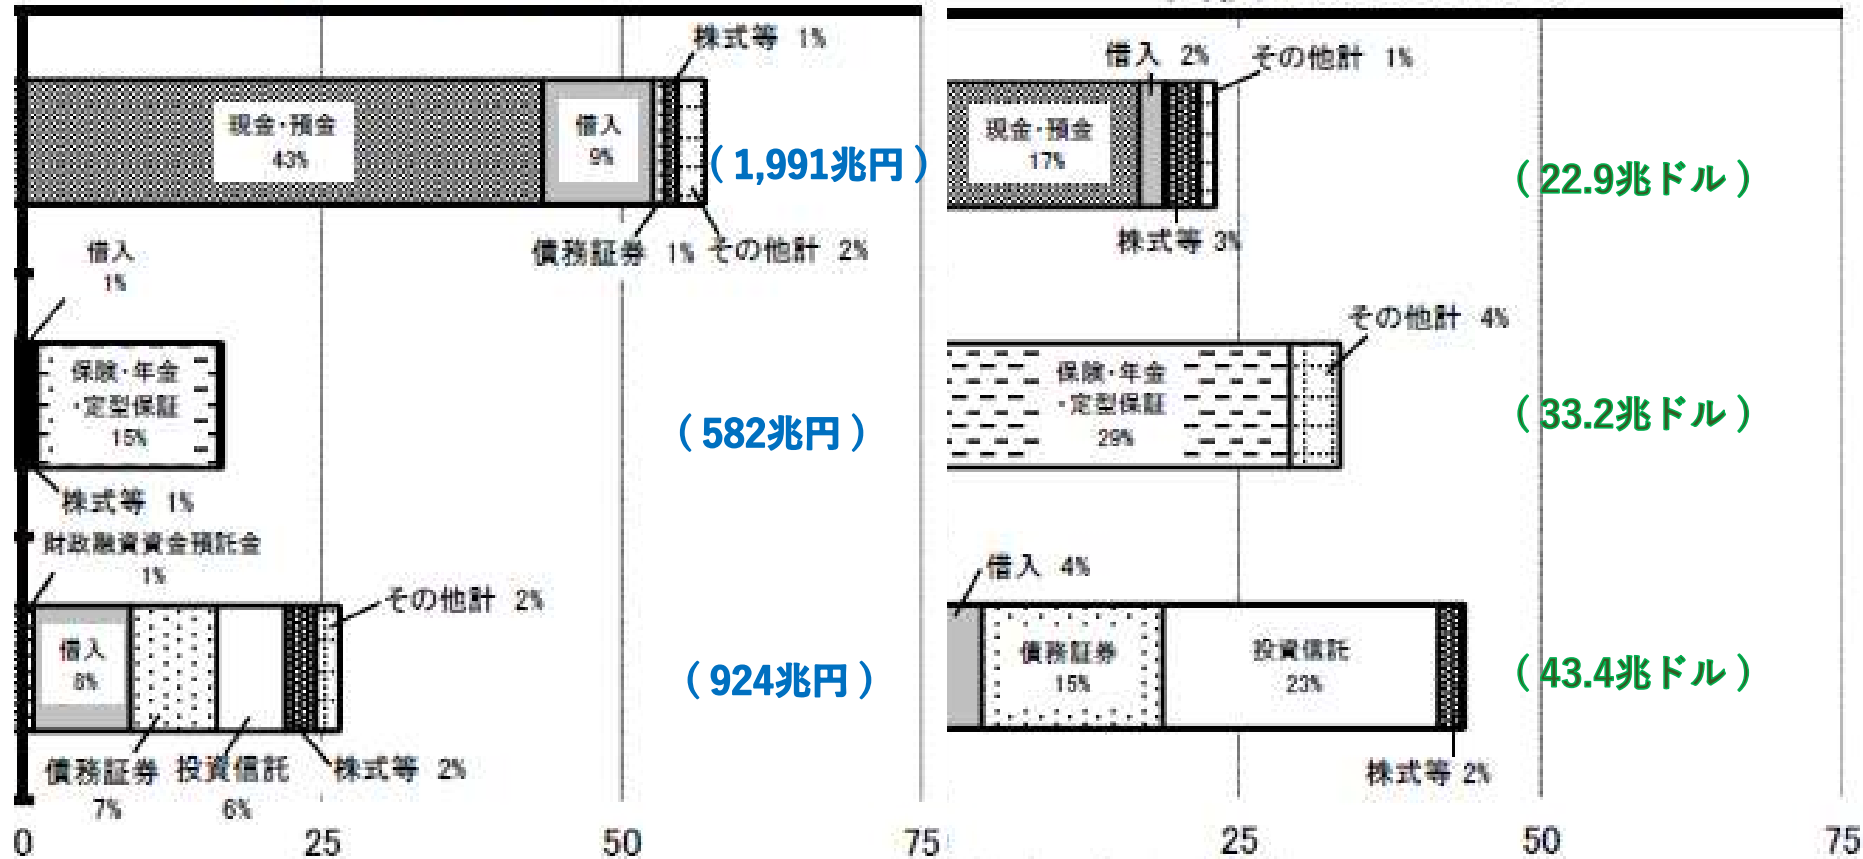 株式等 1%
現金・預金
43%
借入
9%
(1,991兆円)
債務証券 1%
その他計 2%
借入
1%
保険・年金
・定型保証
15%
(582兆円)
株式等 1%
財政融資資金預託金
1%
借入
8%
その他計 2%
(924兆円)
債務証券
7%
投資信託
6%
株式等 2%
0
25
50
75
借入 2%
その他計 1%
現金・預金
17%
(22.9兆ドル)
株式等 3%
その他計 4%
保険・年金
・定型保証
29%
(33.2兆ドル)
借入 4%
債務証券
15%
投資信託
23%
(43.4兆ドル)
株式等 2%
25
50
75